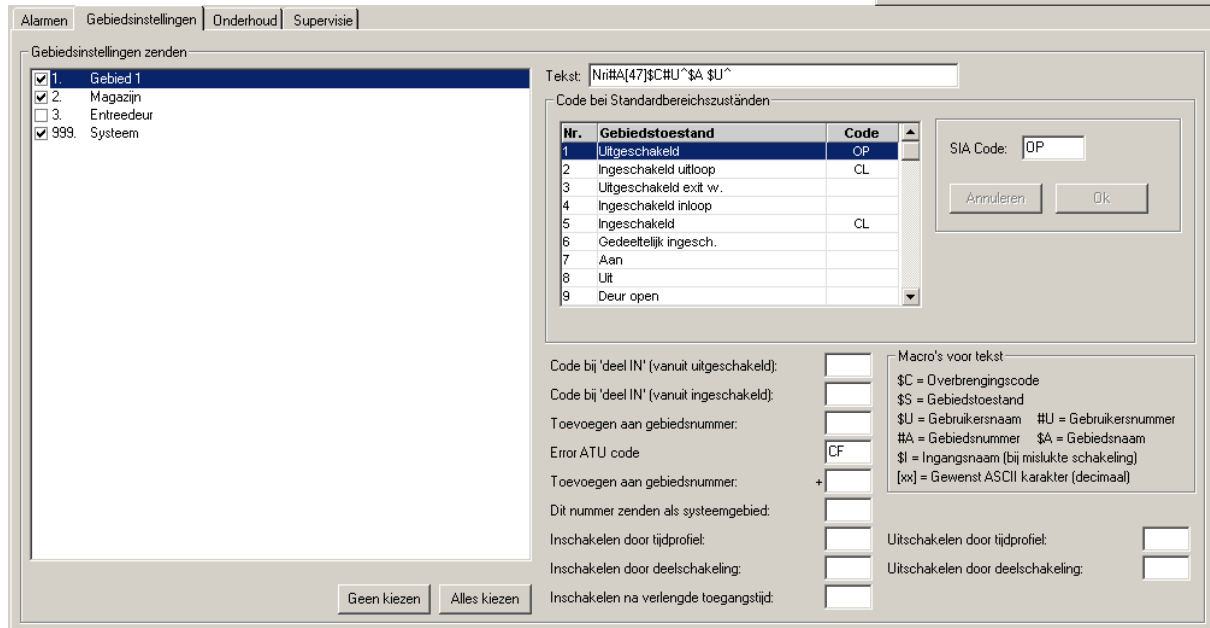 Alarmen Gebiedsinstellingen Onderhoud Supervisie
Gebiedsinstellingen zenden
1. Gebied 1
2. Magazijn
3. Entreedeur
999. Systeem
Geen kiezen Alles kiezen
Tekst: Nri#A[47]$C#U^$A $U^
Code bei Standardbereichszuständen
Nr. Gebiedstoestand Code
1 Uitgeschakeld OP
2 Ingeschakeld uitloop CL
3 Uitgeschakeld exit w.
4 Ingeschakeld inloop
5 Ingeschakeld CL
6 Gedeeltelijk ingesch.
7 Aan
8 Uit
9 Deur open
SIA Code: OP
Annuleren Ok
Code bij 'deel IN' (vanuit uitgeschakeld):
Code bij 'deel IN' (vanuit ingeschakeld):
Toevoegen aan gebiedsnummer:
Error ATU code CF
Toevoegen aan gebiedsnummer: +
Dit nummer zenden als systeemgebied:
Inschakelen door tijdprofiel:
Inschakelen door deelschakeling:
Inschakelen na verlengde toegangstijd:
Macro's voor tekst
$C = Overbrengingscode
$S = Gebiedstoestand
$U = Gebruikersnaam #U = Gebruikersnummer
#A = Gebiedsnummer $A = Gebiedsnaam
$I = Ingangsnaam (bij mislukte schakeling)
[xx] = Gewenst ASCII karakter (decimaal)
Uitschakelen door tijdprofiel:
Uitschakelen door deelschakeling: